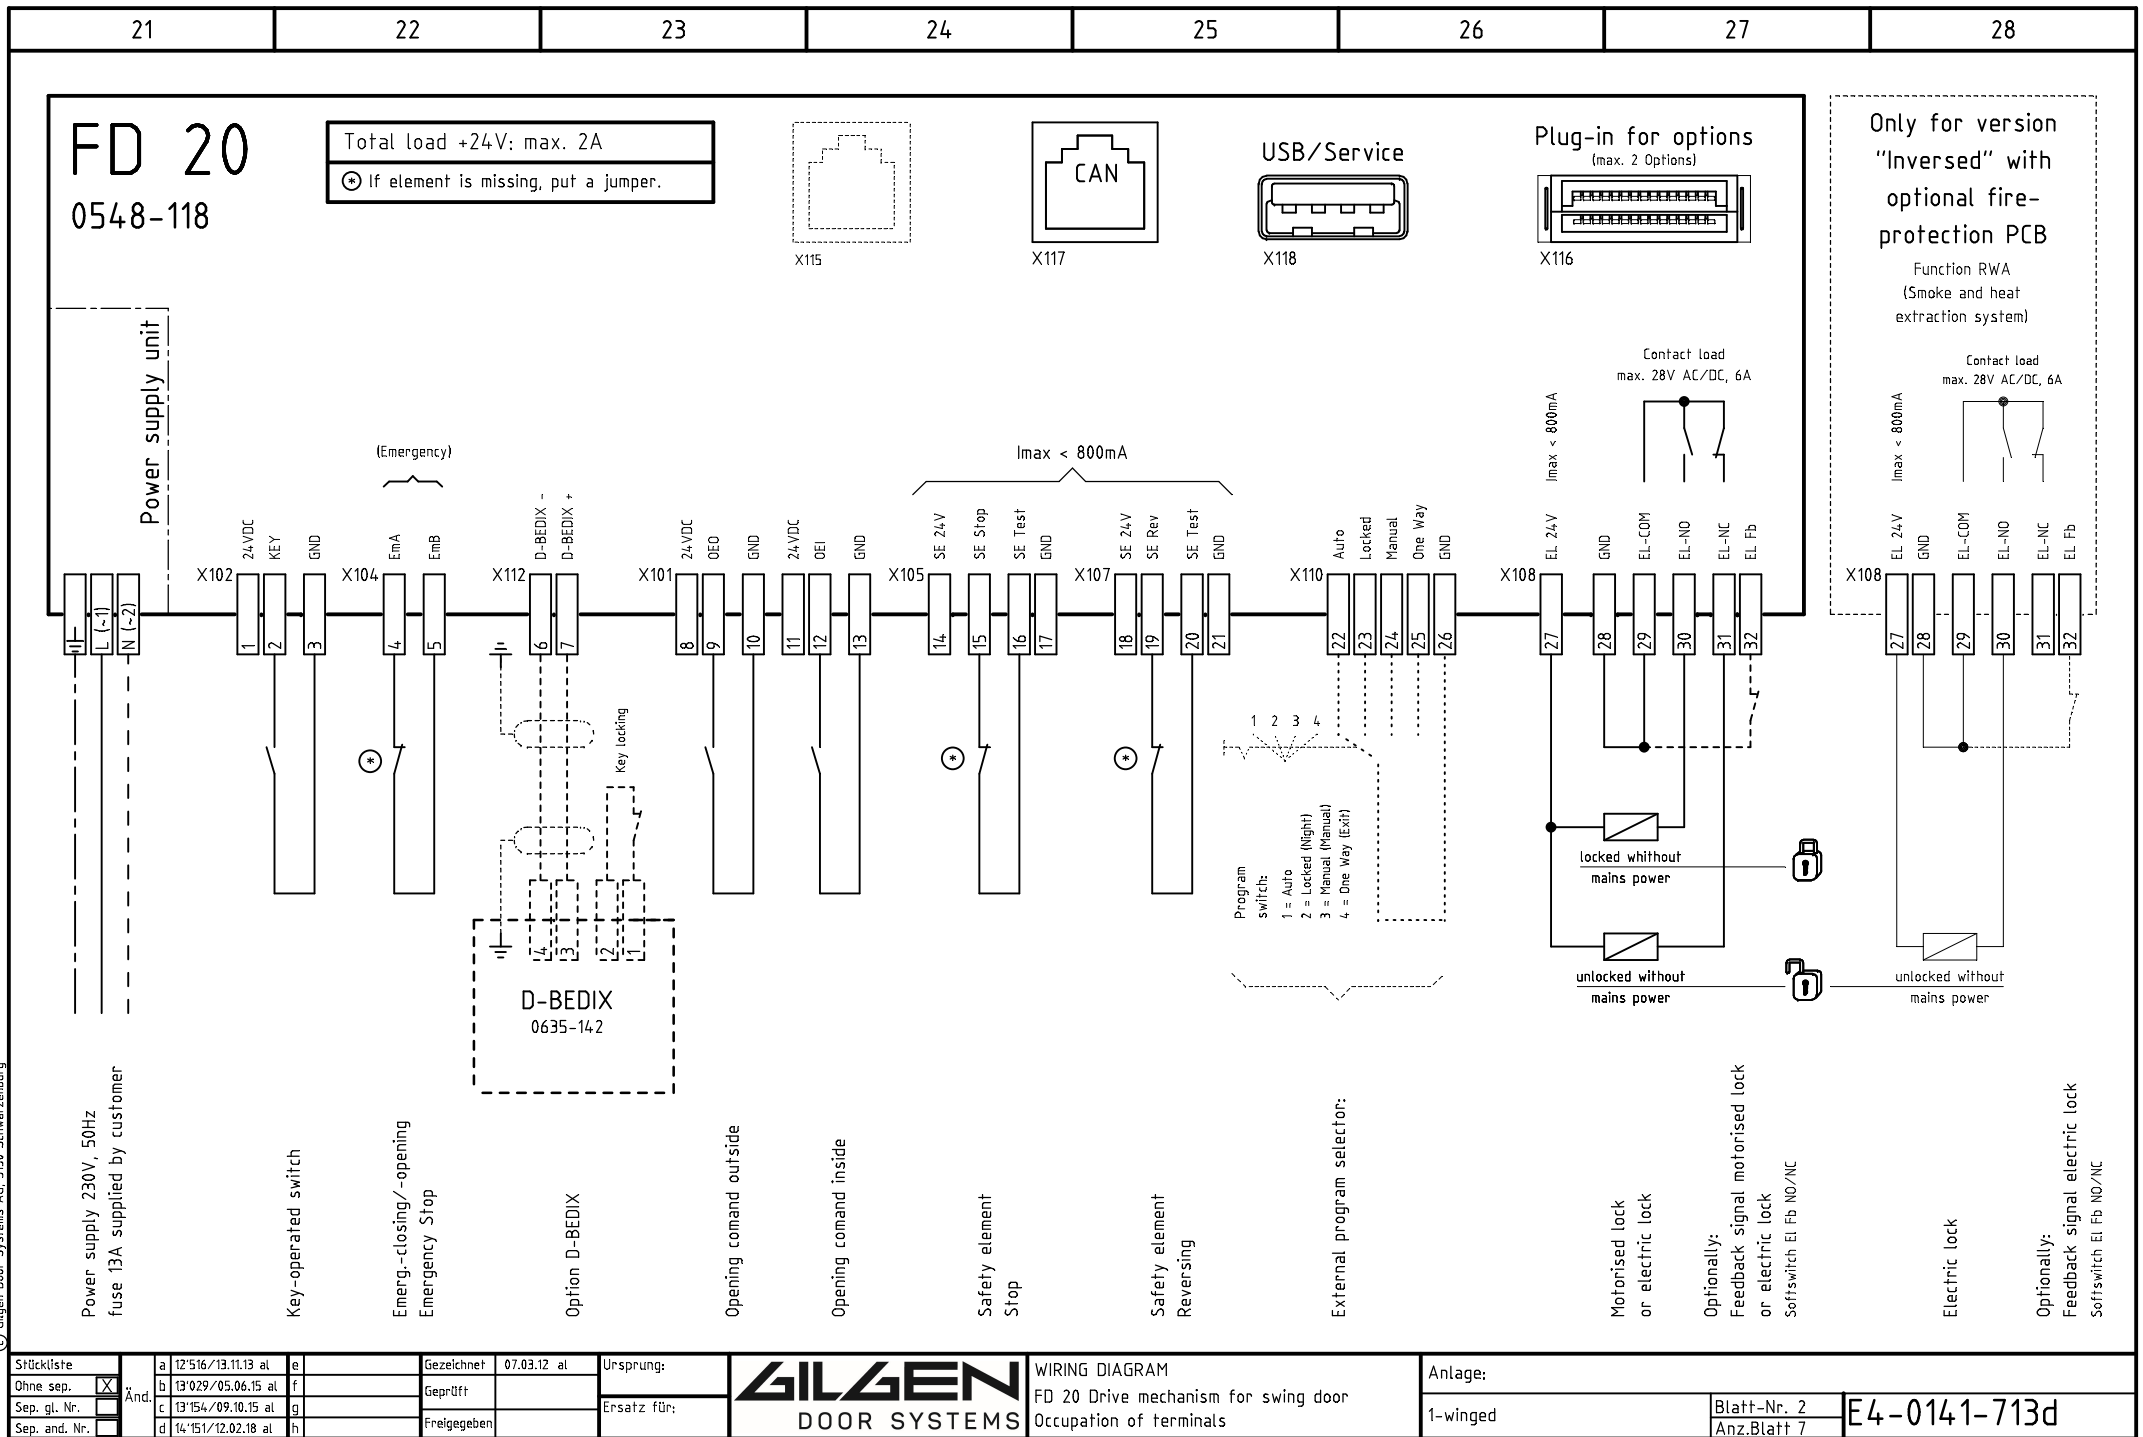 21 22 23 24 25 26 27 28
FD 20
0548-118
Total load +24V: max. 2A
* If element is missing, put a jumper.
X115
CAN
X117
USB/Service
X118
Plug-in for options
(max. 2 Options)
X116
Only for version
"Inversed" with
optional fire-
protection PCB
Function RWA
(Smoke and heat
extraction system)
Contact load
max. 28V AC/DC, 6A
Contact load
max. 28V AC/DC, 6A
Power supply unit
(Emergency)
Imax < 800mA
Imax < 800mA
Imax < 800mA
L (~1)
N (~2)
X102
24VDC
KEY
GND
1 2 3
X104
EmA
EmB
4 5
X112
D-BEDIX -
D-BEDIX +
6 7
X101
24VDC
OEO
GND
8 9 10
24VDC
OEI
GND
11 12 13
X105
SE 24V
SE Stop
SE Test
GND
14 15 16 17
X107
SE 24V
SE Rev
SE Test
GND
18 19 20 21
X110
Auto
Locked
Manual
One Way
GND
22 23 24 25 26
X108
EL 24V
GND
EL-COM
EL-NO
EL-NC
EL Fb
27 28 29 30 31 32
X108
EL 24V
GND
EL-COM
EL-NO
EL-NC
EL Fb
27 28 29 30 31 32
*
*
*
Key locking
4 3 2 1
D-BEDIX
0635-142
1 2 3 4
Program
switch:
1 = Auto
2 = Locked (Night)
3 = Manual (Manual)
4 = One Way (Exit)
locked whithout
mains power
unlocked without
mains power
unlocked without
mains power
Power supply 230V, 50Hz
fuse 13A supplied by customer
Key-operated switch
Emerg.-closing/-opening
Emergency Stop
Option D-BEDIX
Opening comand outside
Opening comand inside
Safety element
Stop
Safety element
Reversing
External program selector:
Motorised lock
or electric lock
Optionally:
Feedback signal motorised lock
or electric lock
Softswitch El Fb NO/NC
Electric lock
Optionally:
Feedback signal electric lock
Softswitch El Fb NO/NC
Stückliste
Ohne sep. X
Sep. gl. Nr.
Sep. and. Nr.
Änd.
a 12'516/13.11.13 al e
b 13'029/05.06.15 al f
c 13'154/09.10.15 al g
d 14'151/12.02.18 al h
Gezeichnet 07.03.12 al
Geprüft
Freigegeben
Ursprung:
Ersatz für:
GILGEN
DOOR SYSTEMS
WIRING DIAGRAM
FD 20 Drive mechanism for swing door
Occupation of terminals
Anlage:
1-winged
Blatt-Nr. 2
Anz.Blatt 7
E4-0141-713d